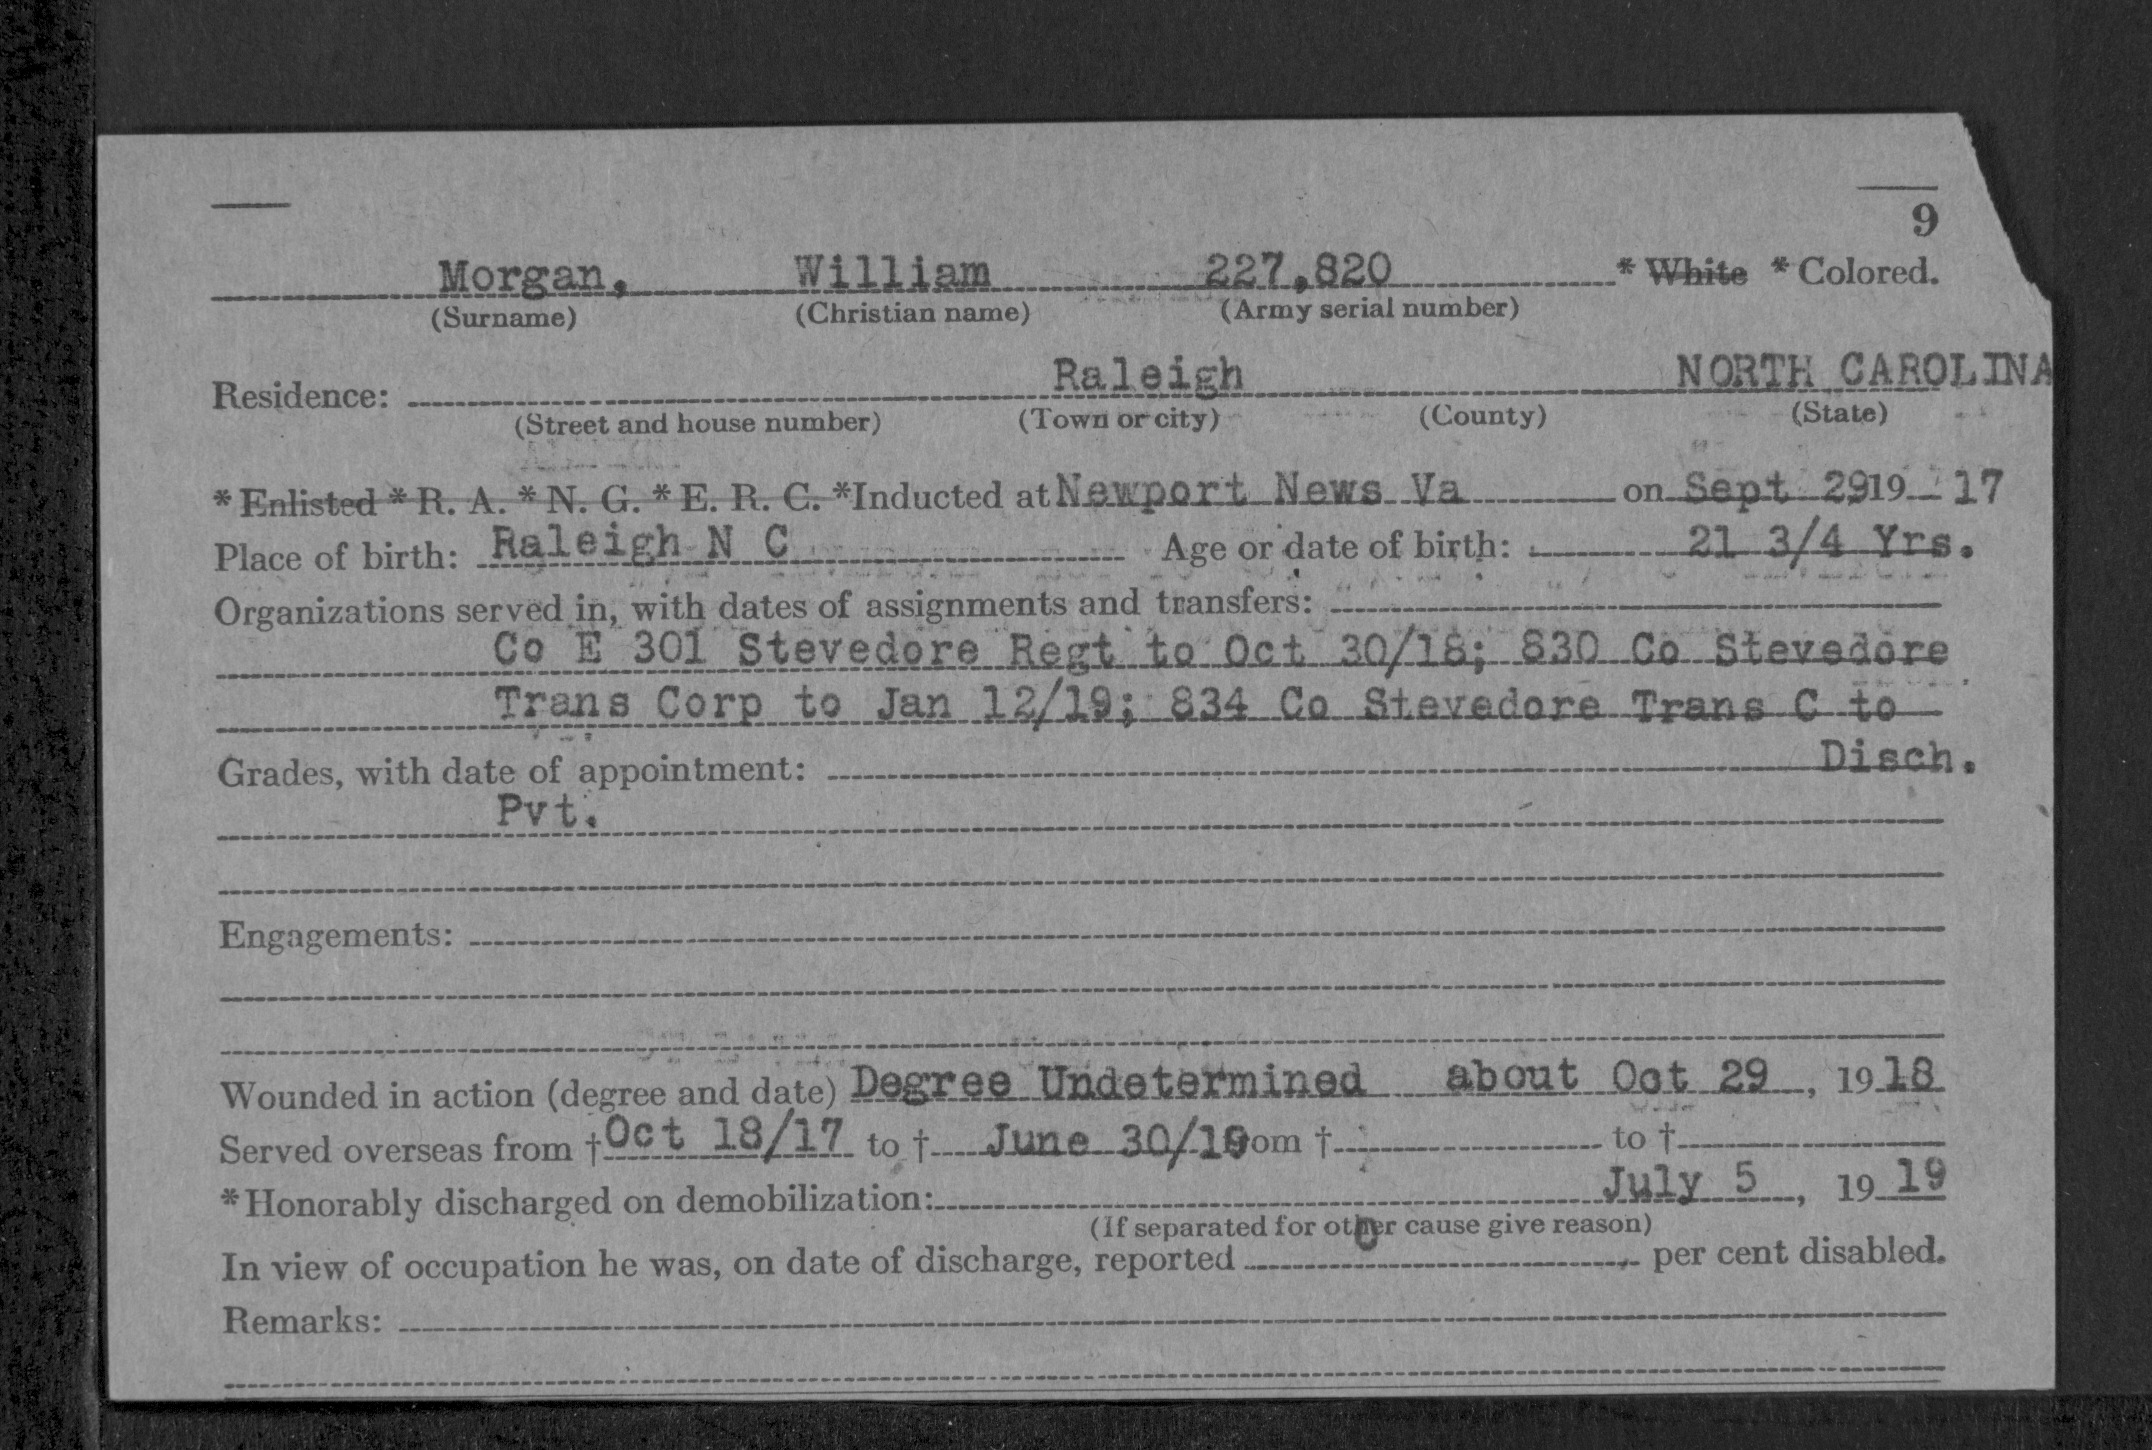 9
Morgan, William 227,820 * White * Colored.
(Surname) (Christian name) (Army serial number)
Residence: Raleigh NORTH CAROLINA
(Street and house number) (Town or city) (County) (State)
* Enlisted * R. A. * N. G. * E. R. C. *Inducted at Newport News Va on Sept 29 19 17
Place of birth: Raleigh N C Age or date of birth: 21 3/4 Yrs.
Organizations served in, with dates of assignments and transfers:
Co E 301 Stevedore Regt to Oct 30/18; 830 Co Stevedore
Trans Corp to Jan 12/19; 834 Co Stevedore Trans C to
Grades, with date of appointment: Disch.
Pvt.
Engagements:
Wounded in action (degree and date) Degree Undetermined about Oct 29, 19 18
Served overseas from † Oct 18/17 to † June 30/19 om † to †
* Honorably discharged on demobilization: July 5, 19 19
(If separated for other cause give reason)
In view of occupation he was, on date of discharge, reported per cent disabled.
Remarks: